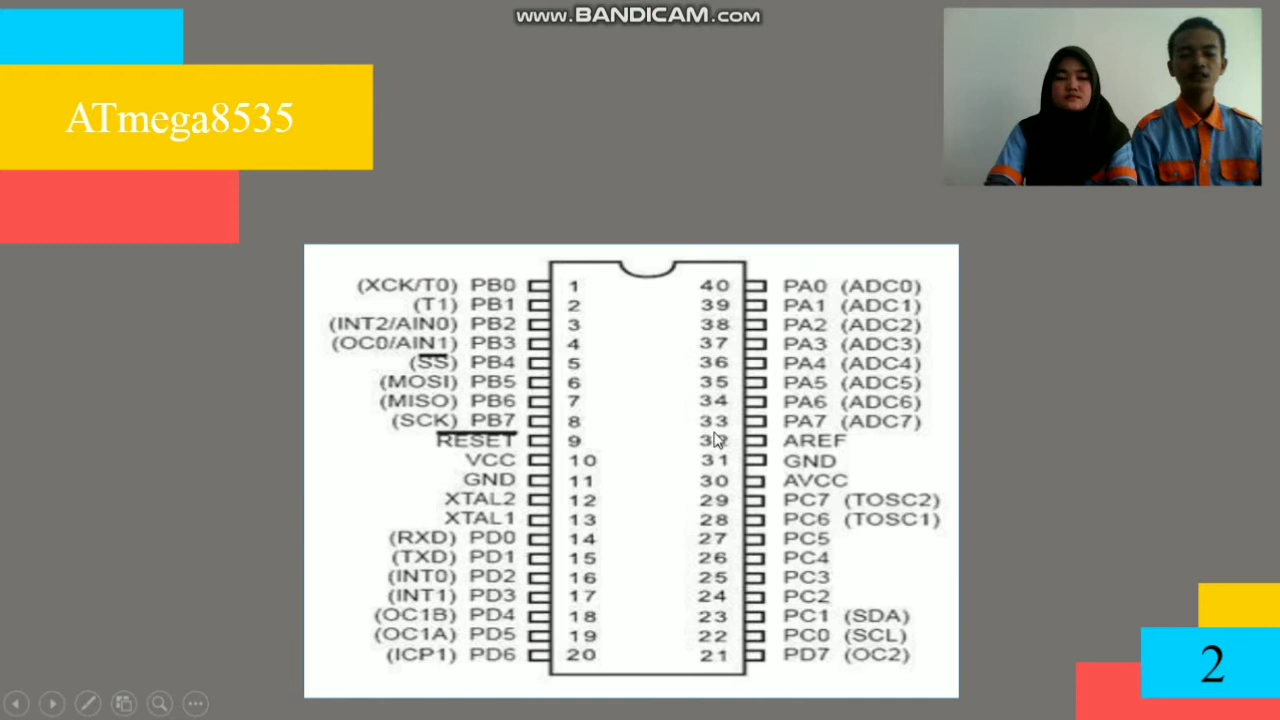 www.BANDICAM.com
ATmega8535
(XCK/T0) PB0 1 40 PA0 (ADC0)
(T1) PB1 2 39 PA1 (ADC1)
(INT2/AIN0) PB2 3 38 PA2 (ADC2)
(OC0/AIN1) PB3 4 37 PA3 (ADC3)
(SS) PB4 5 36 PA4 (ADC4)
(MOSI) PB5 6 35 PA5 (ADC5)
(MISO) PB6 7 34 PA6 (ADC6)
(SCK) PB7 8 33 PA7 (ADC7)
RESET 9 32 AREF
VCC 10 31 GND
GND 11 30 AVCC
XTAL2 12 29 PC7 (TOSC2)
XTAL1 13 28 PC6 (TOSC1)
(RXD) PD0 14 27 PC5
(TXD) PD1 15 26 PC4
(INT0) PD2 16 25 PC3
(INT1) PD3 17 24 PC2
(OC1B) PD4 18 23 PC1 (SDA)
(OC1A) PD5 19 22 PC0 (SCL)
(ICP1) PD6 20 21 PD7 (OC2)
2